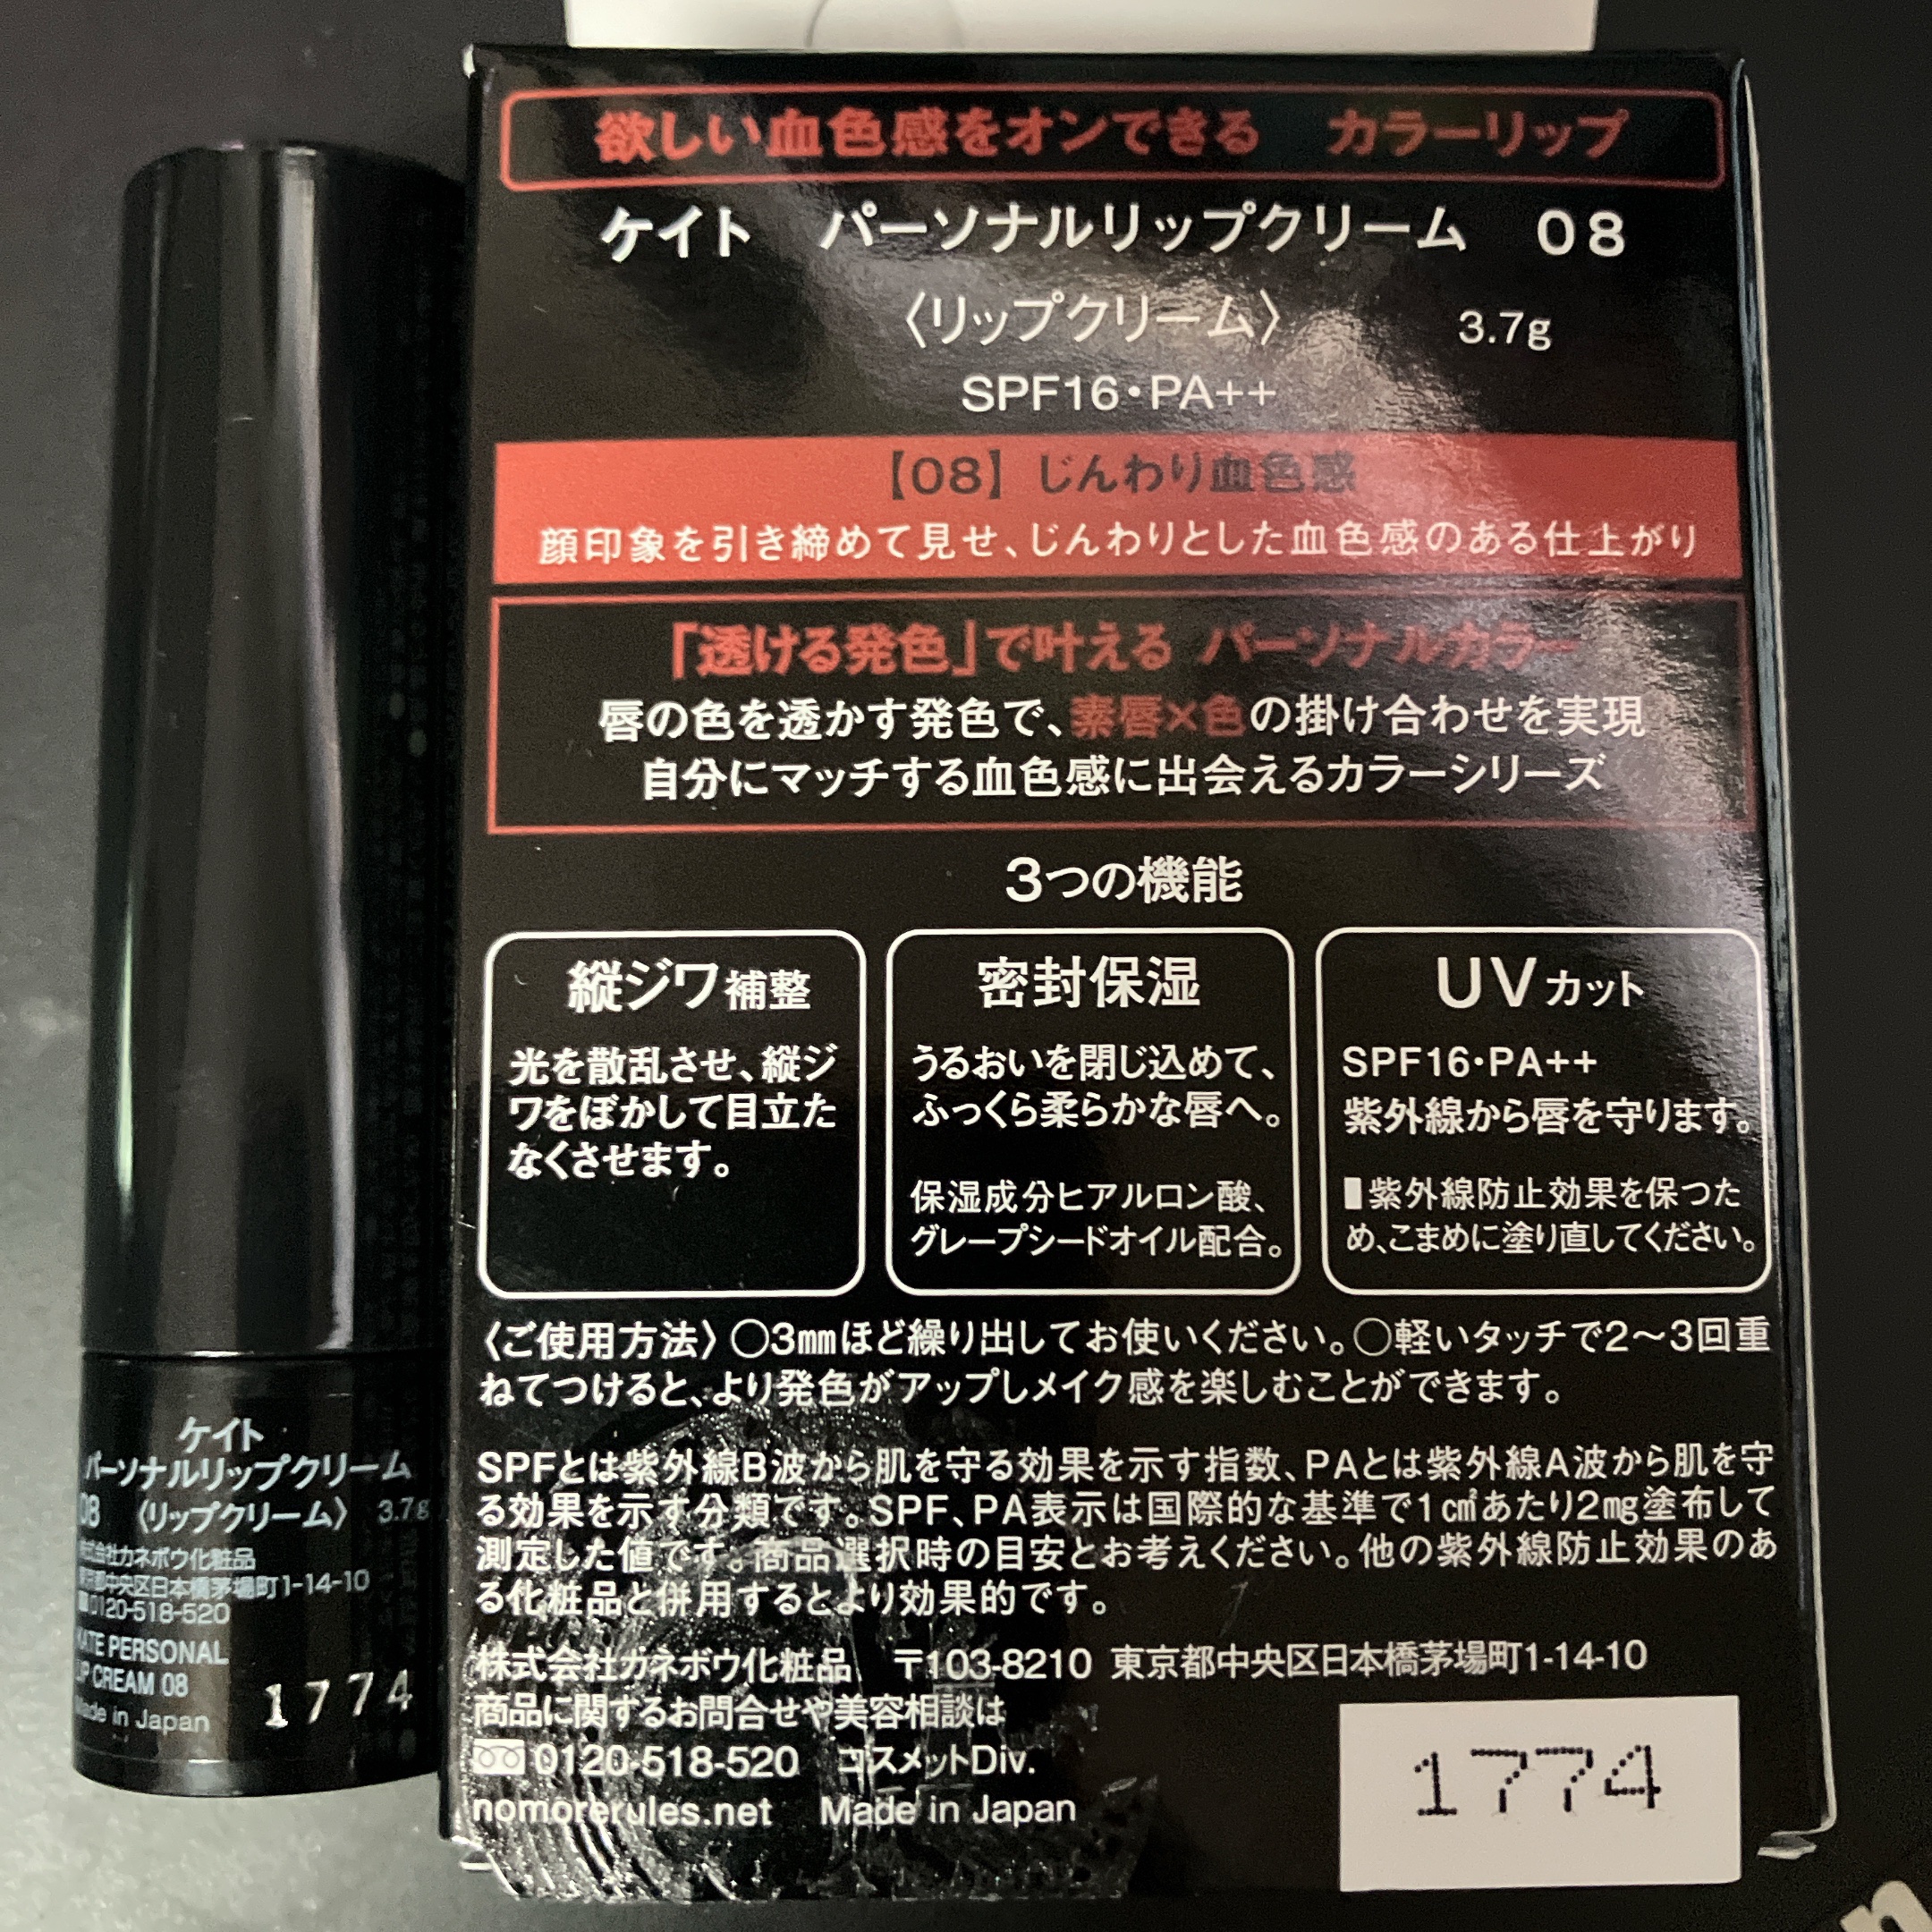 欲しい血色感をオンできる カラーリップ
ケイト パーソナルリップクリーム 08
〈リップクリーム〉 3.7g
SPF16・PA++
【08】じんわり血色感
顔印象を引き締めて見せ、じんわりとした血色感のある仕上がり
「透ける発色」で叶える パーソナルカラー
唇の色を透かす発色で、素唇×色の掛け合わせを実現
自分にマッチする血色感に出会えるカラーシリーズ
3つの機能
縦ジワ補整
光を散乱させ、縦ジ
ワをぼかして目立た
なくさせます。
密封保湿
うるおいを閉じ込めて、
ふっくら柔らかな唇へ。
保湿成分ヒアルロン酸、
グレープシードオイル配合。
UVカット
SPF16・PA++
紫外線から唇を守ります。
■紫外線防止効果を保つた
め、こまめに塗り直してください。
〈ご使用方法〉○3㎜ほど繰り出してお使いください。○軽いタッチで2〜3回重
ねてつけると、より発色がアップしメイク感を楽しむことができます。
SPFとは紫外線B波から肌を守る効果を示す指数、PAとは紫外線A波から肌を守
る効果を示す分類です。SPF、PA表示は国際的な基準で1㎠あたり2㎎塗布して
測定した値です。商品選択時の目安とお考えください。他の紫外線防止効果のあ
る化粧品と併用するとより効果的です。
株式会社カネボウ化粧品 〒103-8210 東京都中央区日本橋茅場町1-14-10
商品に関するお問合せや美容相談は
0120-518-520 コスメットDiv.
nomorerules.net Made in Japan
1774
ケイト
パーソナルリップクリーム
08 〈リップクリーム〉 3.7g
株式会社カネボウ化粧品
東京都中央区日本橋茅場町1-14-10
0120-518-520
KATE PERSONAL
LIP CREAM 08
Made in Japan
1774